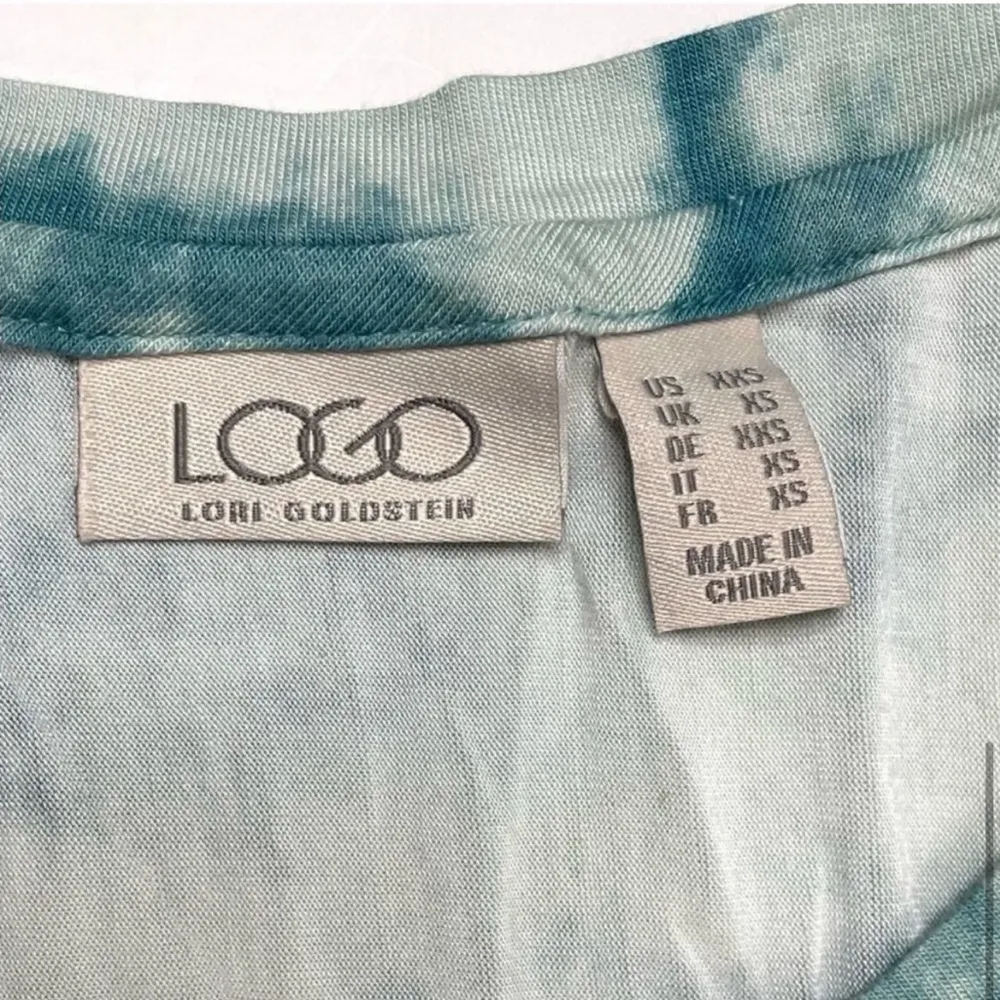 LOGO
LORI GOLDSTEIN
US XXS
UK XS
DE XXS
IT XS
FR XS
MADE IN
CHINA